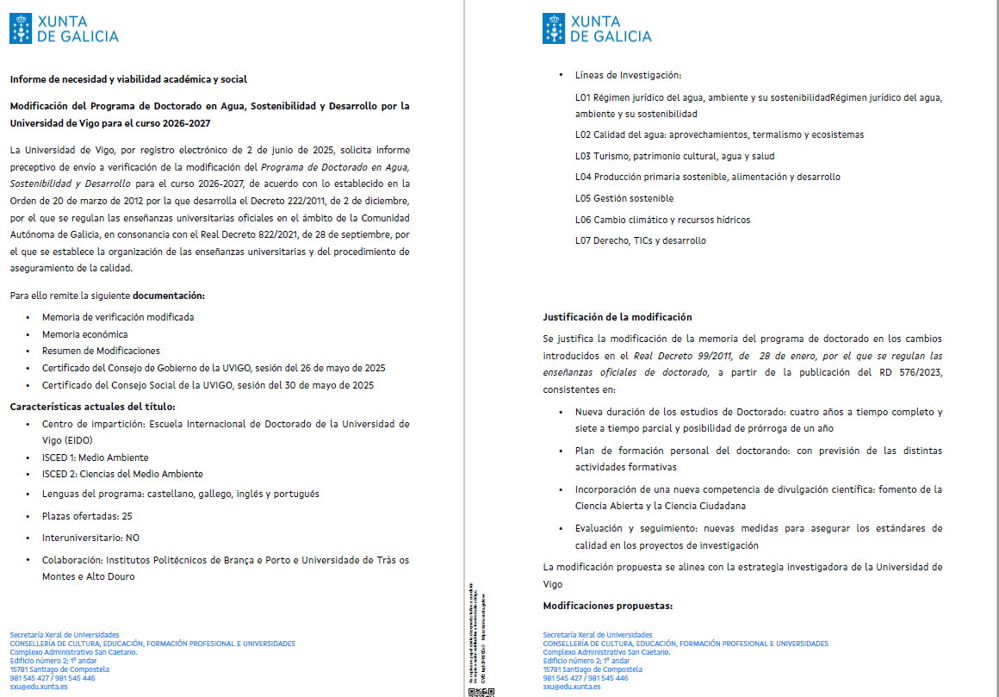 XUNTA
DE GALICIA
Informe de necesidad y viabilidad académica y social
Modificación del Programa de Doctorado en Agua, Sostenibilidad y Desarrollo por la
Universidad de Vigo para el curso 2026-2027
La Universidad de Vigo, por registro electrónico de 2 de junio de 2025, solicita informe
preceptivo de envío a verificación de la modificación del Programa de Doctorado en Agua,
Sostenibilidad y Desarrollo para el curso 2026-2027, de acuerdo con lo establecido en la
Orden de 20 de marzo de 2012 por la que desarrolla el Decreto 222/2011, de 2 de diciembre,
por el que se regulan las enseñanzas universitarias oficiales en el ámbito de la Comunidad
Autónoma de Galicia, en consonancia con el Real Decreto 822/2021, de 28 de septiembre, por
el que se establece la organización de las enseñanzas universitarias y del procedimiento de
aseguramiento de la calidad.
Para ello remite la siguiente documentación:
• Memoria de verificación modificada
• Memoria económica
• Resumen de Modificaciones
• Certificado del Consejo de Gobierno de la UVIGO, sesión del 26 de mayo de 2025
• Certificado del Consejo Social de la UVIGO, sesión del 30 de mayo de 2025
Características actuales del título:
• Centro de impartición: Escuela Internacional de Doctorado de la Universidad de
Vigo (EIDO)
• ISCED 1: Medio Ambiente
• ISCED 2: Ciencias del Medio Ambiente
• Lenguas del programa: castellano, gallego, inglés y portugués
• Plazas ofertadas: 25
• Interuniversitario: NO
• Colaboración: Institutos Politécnicos de Brança e Porto e Universidade de Tràs os
Montes e Alto Douro
Secretaría Xeral de Universidades
CONSELLERÍA DE CULTURA, EDUCACIÓN, FORMACIÓN PROFESIONAL E UNIVERSIDADES
Complexo Administrativo San Caetano.
Edificio número 2; 1º andar
15781 Santiago de Compostela
981 545 427 / 981 545 446
sxu@edu.xunta.es
XUNTA
DE GALICIA
• Líneas de Investigación:
L01 Régimen jurídico del agua, ambiente y su sostenibilidadRégimen jurídico del agua,
ambiente y su sostenibilidad
L02 Calidad del agua: aprovechamientos, termalismo y ecosistemas
L03 Turismo, patrimonio cultural, agua y salud
L04 Producción primaria sostenible, alimentación y desarrollo
L05 Gestión sostenible
L06 Cambio climático y recursos hídricos
L07 Derecho, TICs y desarrollo
Justificación de la modificación
Se justifica la modificación de la memoria del programa de doctorado en los cambios
introducidos en el Real Decreto 99/2011, de 28 de enero, por el que se regulan las
enseñanzas oficiales de doctorado, a partir de la publicación del RD 576/2023,
consistentes en:
• Nueva duración de los estudios de Doctorado: cuatro años a tiempo completo y
siete a tiempo parcial y posibilidad de prórroga de un año
• Plan de formación personal del doctorando: con previsión de las distintas
actividades formativas
• Incorporación de una nueva competencia de divulgación científica: fomento de la
Ciencia Abierta y la Ciencia Ciudadana
• Evaluación y seguimiento: nuevas medidas para asegurar los estándares de
calidad en los proyectos de investigación
La modificación propuesta se alinea con la estrategia investigadora de la Universidad de
Vigo
Modificaciones propuestas:
Secretaría Xeral de Universidades
CONSELLERÍA DE CULTURA, EDUCACIÓN, FORMACIÓN PROFESIONAL E UNIVERSIDADES
Complexo Administrativo San Caetano.
Edificio número 2; 1º andar
15781 Santiago de Compostela
981 545 427 / 981 545 446
sxu@edu.xunta.es